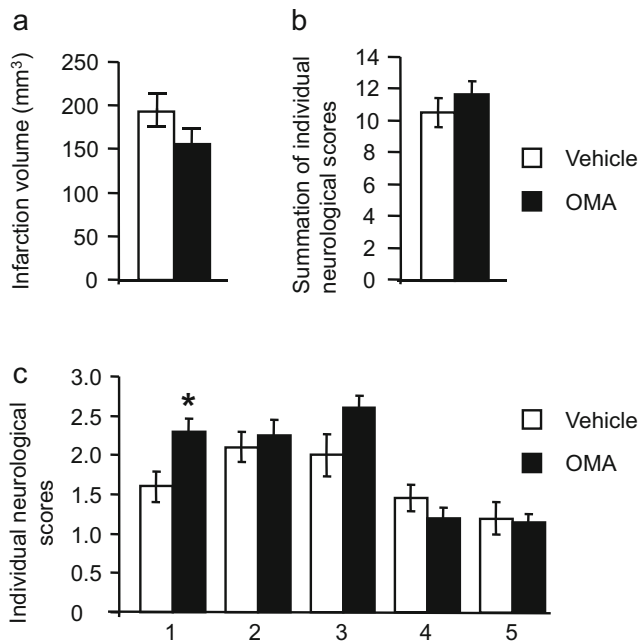 a
Infarction volume (mm³)
250
200
150
100
50
0
b
Summation of individual
neurological scores
14
12
10
8
6
4
2
0
Vehicle
OMA
c
Individual neurological
scores
3.0
2.5
2.0
1.5
1.0
0.5
0
*
1 2 3 4 5
Vehicle
OMA